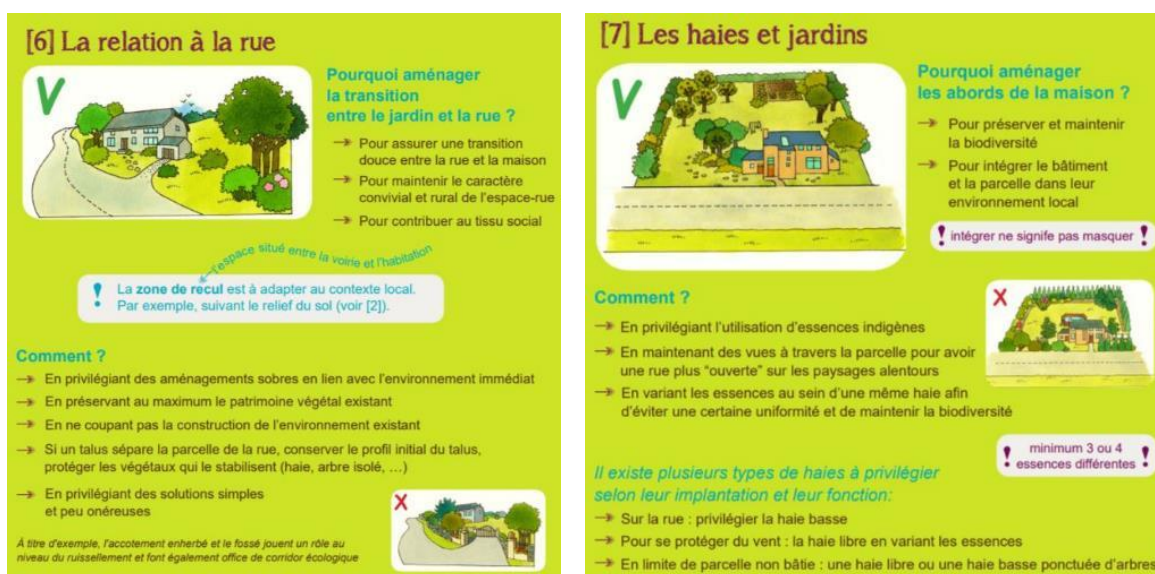 [6] La relation à la rue
V
Pourquoi aménager
la transition
entre le jardin et la rue ?
→ Pour assurer une transition
douce entre la rue et la maison
→ Pour maintenir le caractère
convivial et rural de l'espace-rue
→ Pour contribuer au tissu social
l'espace situé entre la voirie et l'habitation
! La zone de recul est à adapter au contexte local.
Par exemple, suivant le relief du sol (voir [2]).
Comment ?
→ En privilégiant des aménagements sobres en lien avec l'environnement immédiat
→ En préservant au maximum le patrimoine végétal existant
→ En ne coupant pas la construction de l'environnement existant
→ Si un talus sépare la parcelle de la rue, conserver le profil initial du talus,
protéger les végétaux qui le stabilisent (haie, arbre isolé, …)
→ En privilégiant des solutions simples
et peu onéreuses
X
À titre d'exemple, l'accotement enherbé et le fossé jouent un rôle au
niveau du ruissellement et font également office de corridor écologique
[7] Les haies et jardins
V
Pourquoi aménager
les abords de la maison ?
→ Pour préserver et maintenir
la biodiversité
→ Pour intégrer le bâtiment
et la parcelle dans leur
environnement local
! intégrer ne signife pas masquer !
Comment ?
X
→ En privilégiant l'utilisation d'essences indigènes
→ En maintenant des vues à travers la parcelle pour avoir
une rue plus "ouverte" sur les paysages alentours
→ En variant les essences au sein d'une même haie afin
d'éviter une certaine uniformité et de maintenir la biodiversité
! minimum 3 ou 4
essences différentes !
Il existe plusieurs types de haies à privilégier
selon leur implantation et leur fonction:
→ Sur la rue : privilégier la haie basse
→ Pour se protéger du vent : la haie libre en variant les essences
→ En limite de parcelle non bâtie : une haie libre ou une haie basse ponctuée d'arbres